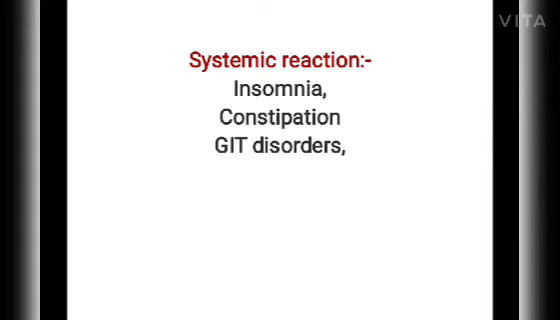 VITA
Systemic reaction:-
Insomnia,
Constipation
GIT disorders,